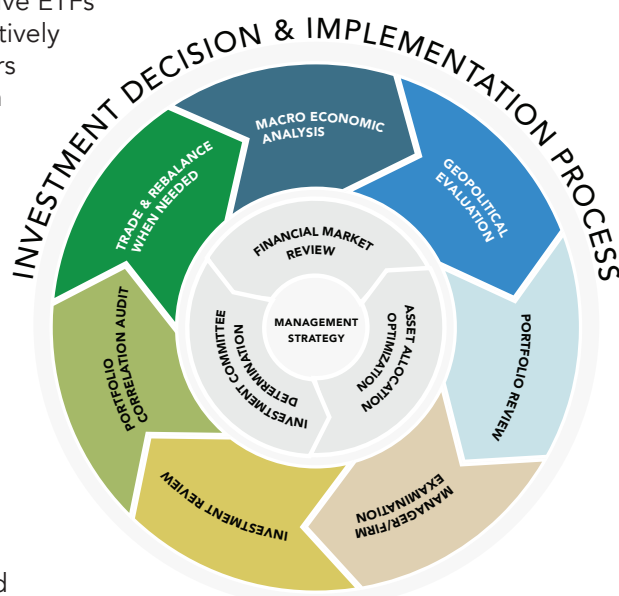 ve ETFs
tively
rs
INVESTMENT DECISION & IMPLEMENTATION PROCESS
MACRO ECONOMIC
ANALYSIS
GEOPOLITICAL
EVALUATION
PORTFOLIO REVIEW
MANAGER/FIRM
EXAMINATION
INVESTMENT REVIEW
PORTFOLIO
CORRELATION AUDIT
TRADE & REBALANCE
WHEN NEEDED
FINANCIAL MARKET
REVIEW
ASSET ALLOCATION
OPTIMIZATION
INVESTMENT COMMITTEE
DETERMINATION
MANAGEMENT
STRATEGY
d